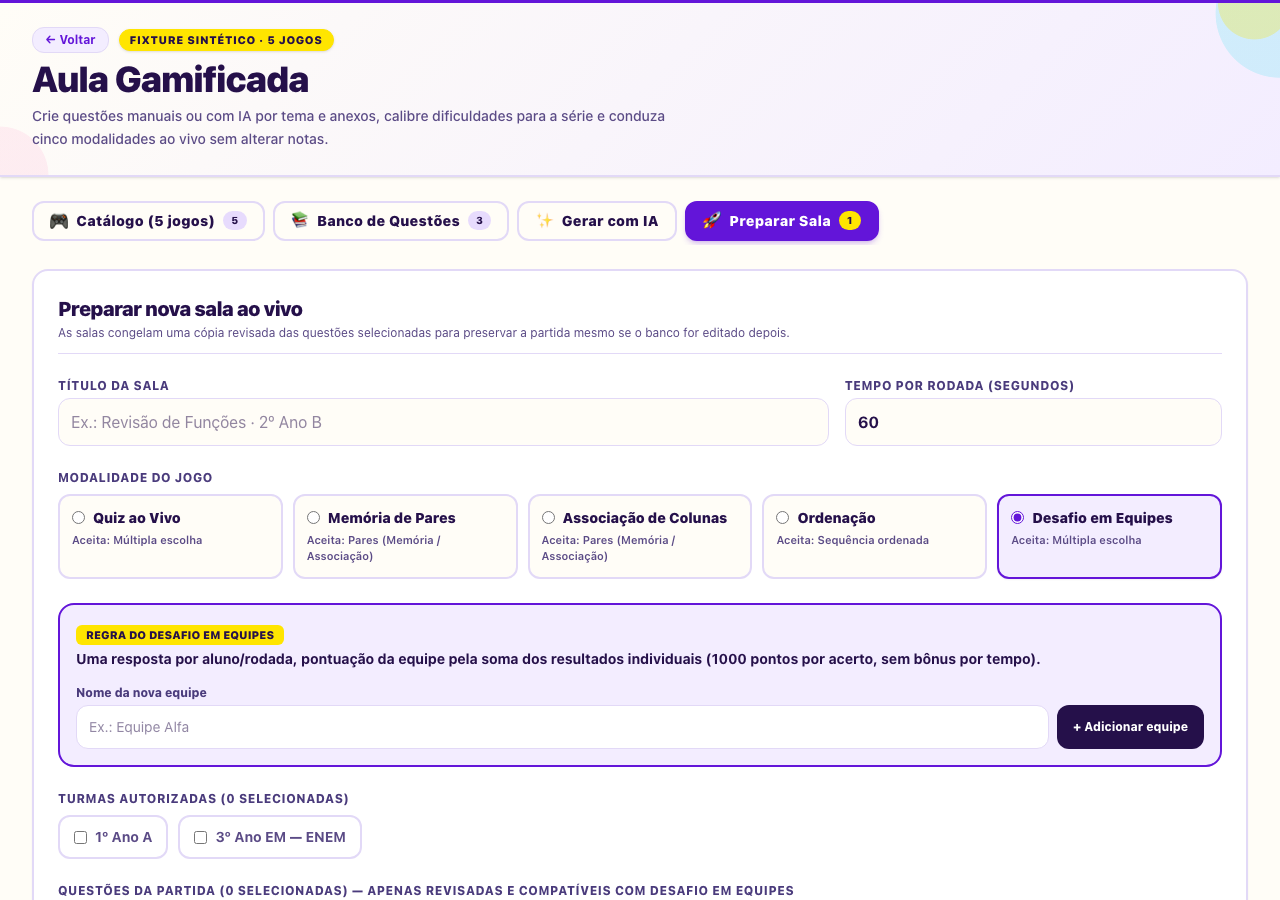 ← Voltar
FIXTURE SINTÉTICO · 5 JOGOS
Aula Gamificada
Crie questões manuais ou com IA por tema e anexos, calibre dificuldades para a série e conduza
cinco modalidades ao vivo sem alterar notas.
Catálogo (5 jogos) 5
Banco de Questões 3
Gerar com IA
Preparar Sala 1
Preparar nova sala ao vivo
As salas congelam uma cópia revisada das questões selecionadas para preservar a partida mesmo se o banco for editado depois.
TÍTULO DA SALA
Ex.: Revisão de Funções · 2º Ano B
TEMPO POR RODADA (SEGUNDOS)
60
MODALIDADE DO JOGO
Quiz ao Vivo
Aceita: Múltipla escolha
Memória de Pares
Aceita: Pares (Memória /
Associação)
Associação de Colunas
Aceita: Pares (Memória /
Associação)
Ordenação
Aceita: Sequência ordenada
Desafio em Equipes
Aceita: Múltipla escolha
REGRA DO DESAFIO EM EQUIPES
Uma resposta por aluno/rodada, pontuação da equipe pela soma dos resultados individuais (1000 pontos por acerto, sem bônus por tempo).
Nome da nova equipe
Ex.: Equipe Alfa
+ Adicionar equipe
TURMAS AUTORIZADAS (0 SELECIONADAS)
1º Ano A
3º Ano EM — ENEM
QUESTÕES DA PARTIDA (0 SELECIONADAS) — APENAS REVISADAS E COMPATÍVEIS COM DESAFIO EM EQUIPES